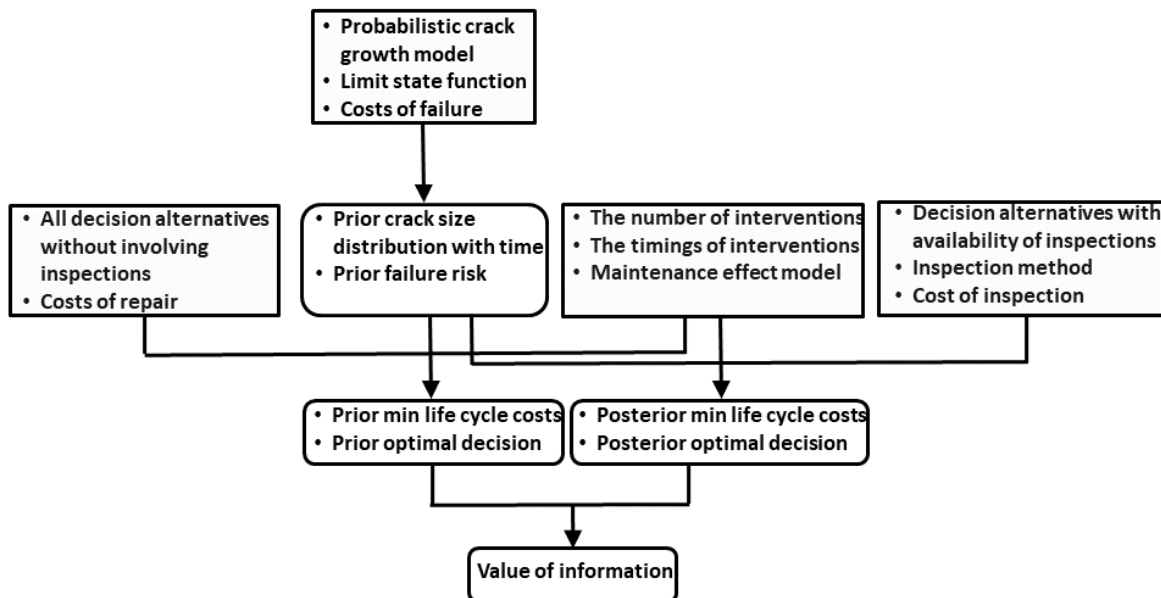 • Probabilistic crack
growth model
• Limit state function
• Costs of failure
• All decision alternatives
without involving
inspections
• Costs of repair
• Prior crack size
distribution with time
• Prior failure risk
• The number of interventions
• The timings of interventions
• Maintenance effect model
• Decision alternatives with
availability of inspections
• Inspection method
• Cost of inspection
• Prior min life cycle costs
• Prior optimal decision
• Posterior min life cycle costs
• Posterior optimal decision
Value of information